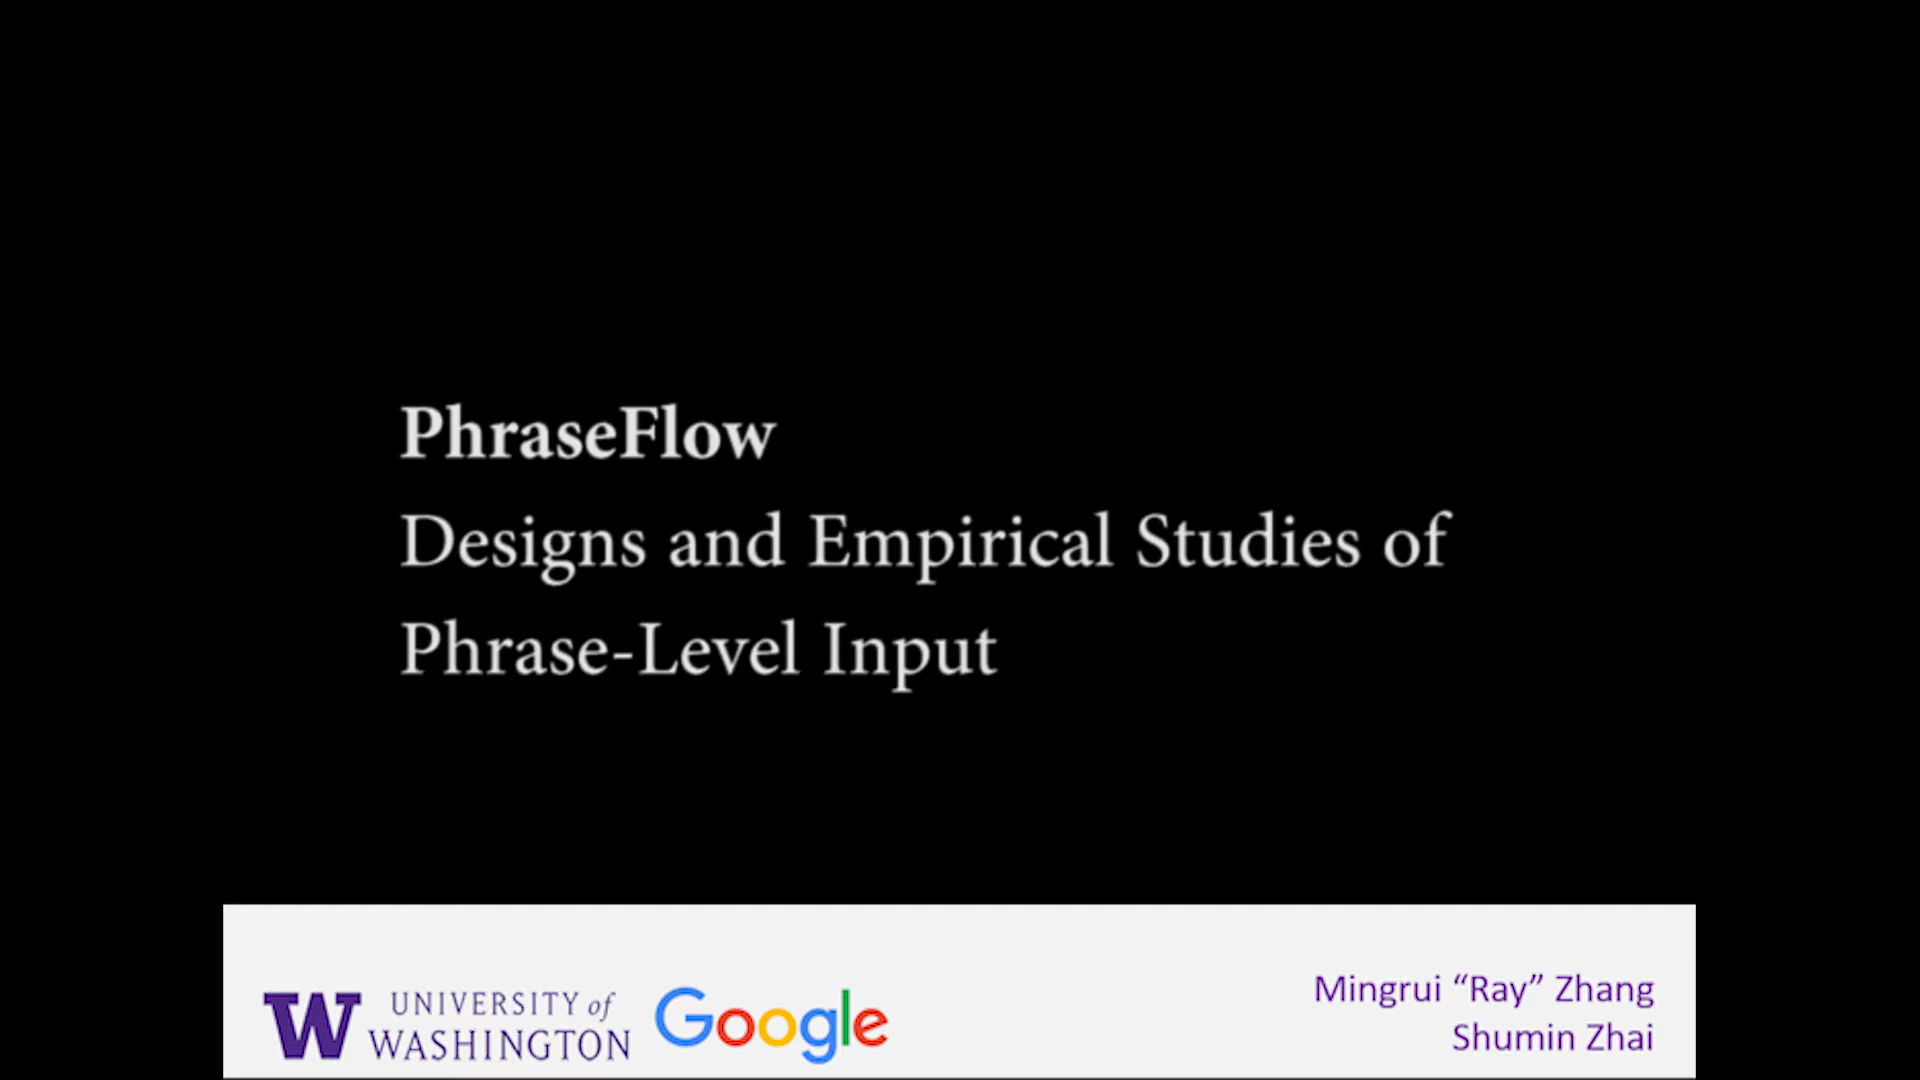 PhraseFlow
Designs and Empirical Studies of
Phrase-Level Input
W UNIVERSITY of
WASHINGTON
Google
Mingrui “Ray” Zhang
Shumin Zhai